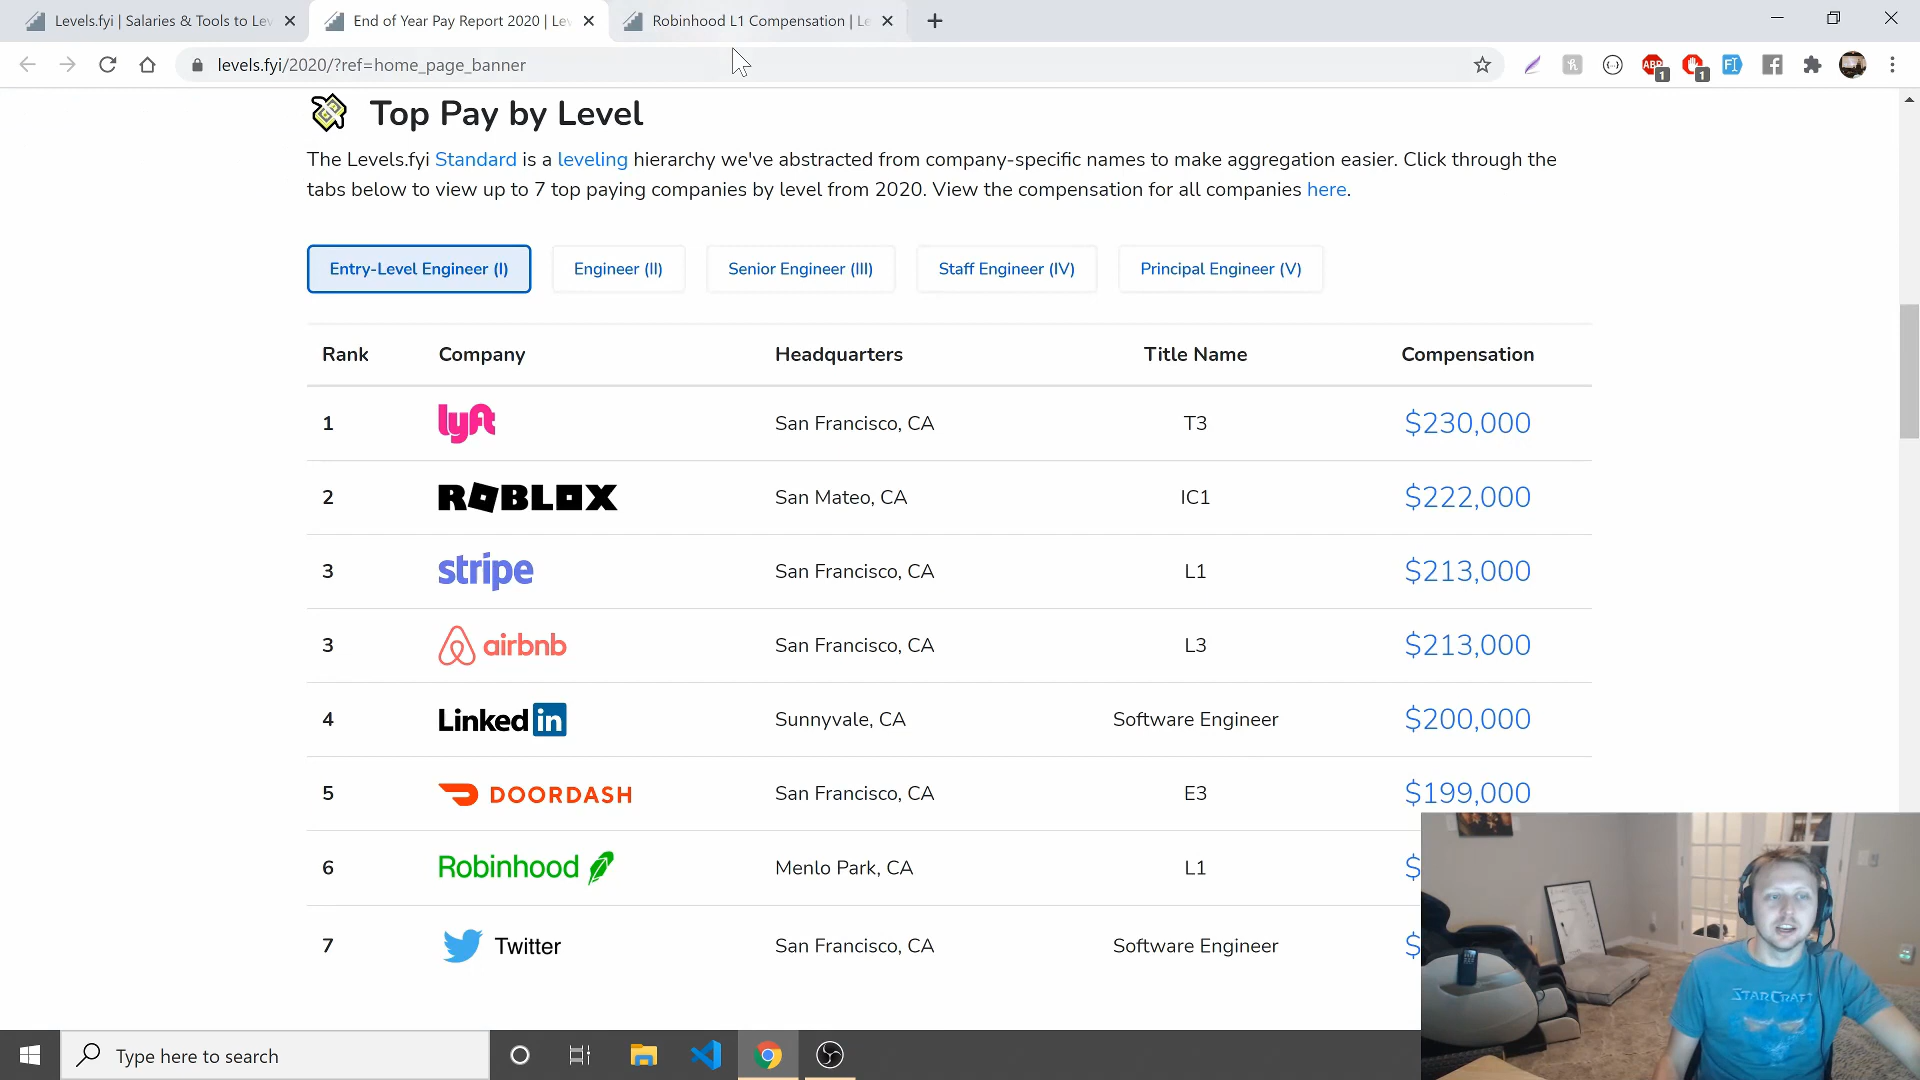 Levels.fyi | Salaries & Tools to Lev
End of Year Pay Report 2020 | Lev
Robinhood L1 Compensation | Le
levels.fyi/2020/?ref=home_page_banner
ABP
1
1
Top Pay by Level
The Levels.fyi Standard is a leveling hierarchy we've abstracted from company-specific names to make aggregation easier. Click through the
tabs below to view up to 7 top paying companies by level from 2020. View the compensation for all companies here.
Entry-Level Engineer (I)
Engineer (II)
Senior Engineer (III)
Staff Engineer (IV)
Principal Engineer (V)
Rank Company Headquarters Title Name Compensation
1 lyft San Francisco, CA T3 $230,000
2 ROBLOX San Mateo, CA IC1 $222,000
3 stripe San Francisco, CA L1 $213,000
3 airbnb San Francisco, CA L3 $213,000
4 LinkedIn Sunnyvale, CA Software Engineer $200,000
5 DOORDASH San Francisco, CA E3 $199,000
6 Robinhood Menlo Park, CA L1 $
7 Twitter San Francisco, CA Software Engineer $
STARCRAFT
Type here to search